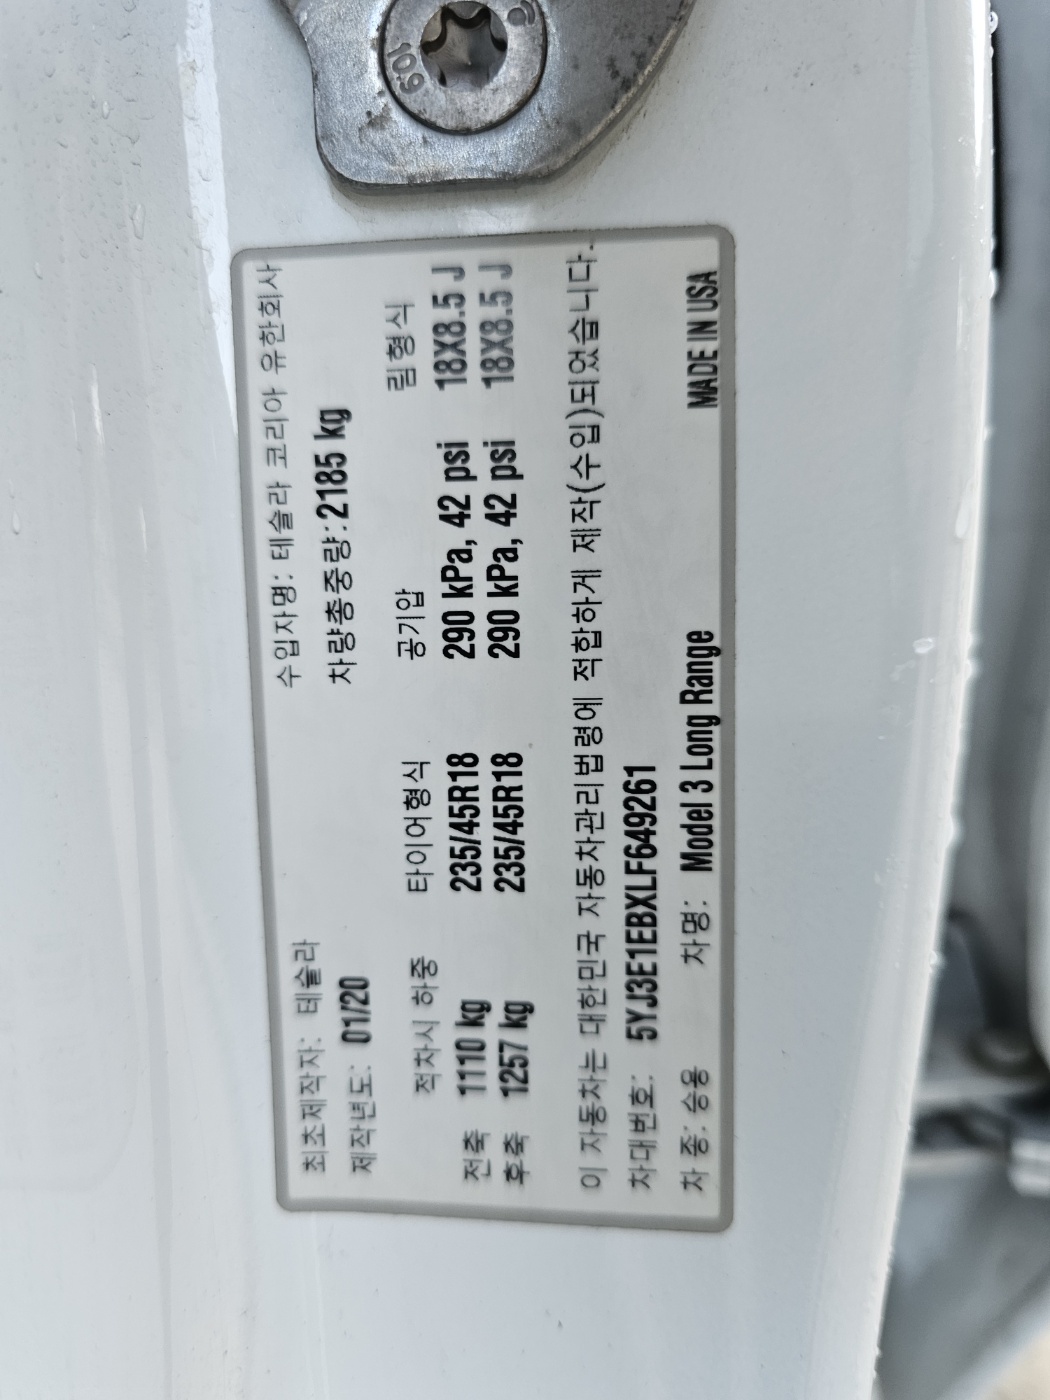 10.9
최초제작자: 테슬라 수입자명: 테슬라 코리아 유한회사
제작년도: 01/20 차량총중량: 2185 kg
적차시 하중 타이어형식 공기압 림형식
전축 1110 kg 235/45R18 290 kPa, 42 psi 18X8.5 J
후축 1257 kg 235/45R18 290 kPa, 42 psi 18X8.5 J
이 자동차는 대한민국 자동차관리법령에 적합하게 제작(수입)되었습니다.
차대번호: 5YJ3E1EBXLF649261
차 종: 승용 차명: Model 3 Long Range MADE IN USA